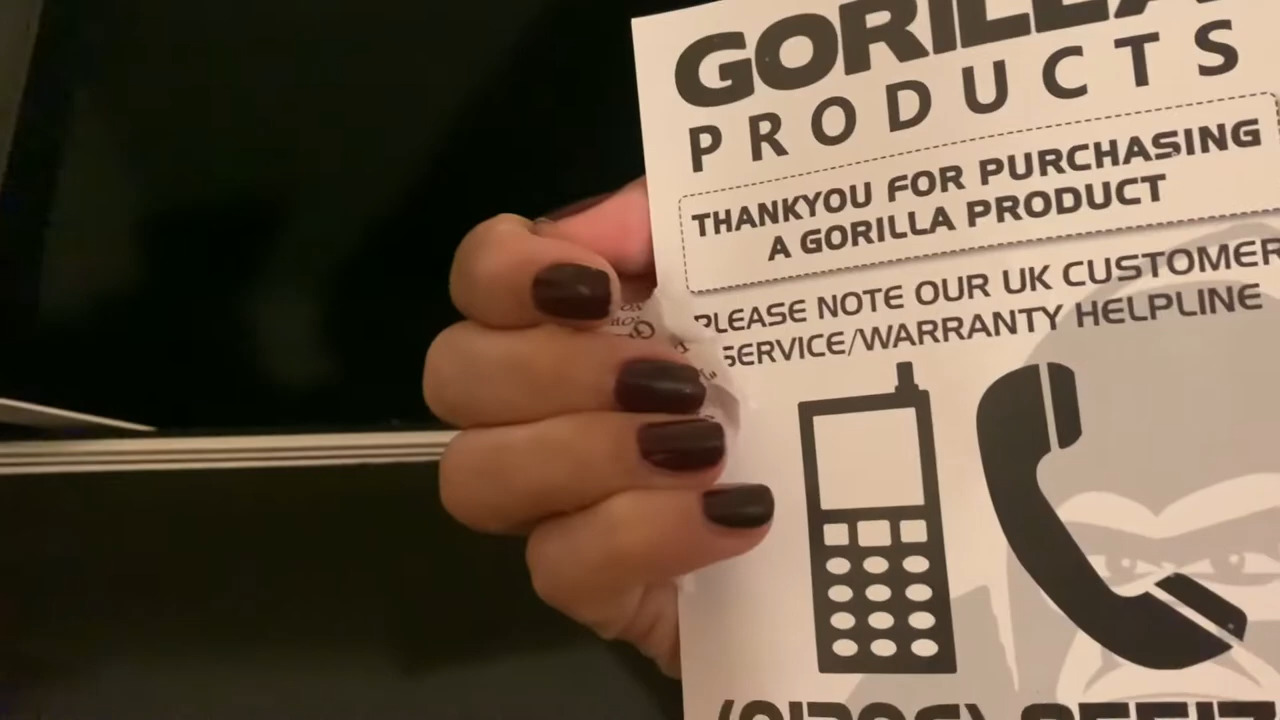 GORILLA
PRODUCTS
THANKYOU FOR PURCHASING
A GORILLA PRODUCT
PLEASE NOTE OUR UK CUSTOMER
SERVICE/WARRANTY HELPLINE